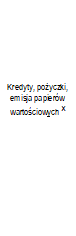 Kredyty, pożyczki,
emisja papierów
wartościowych x